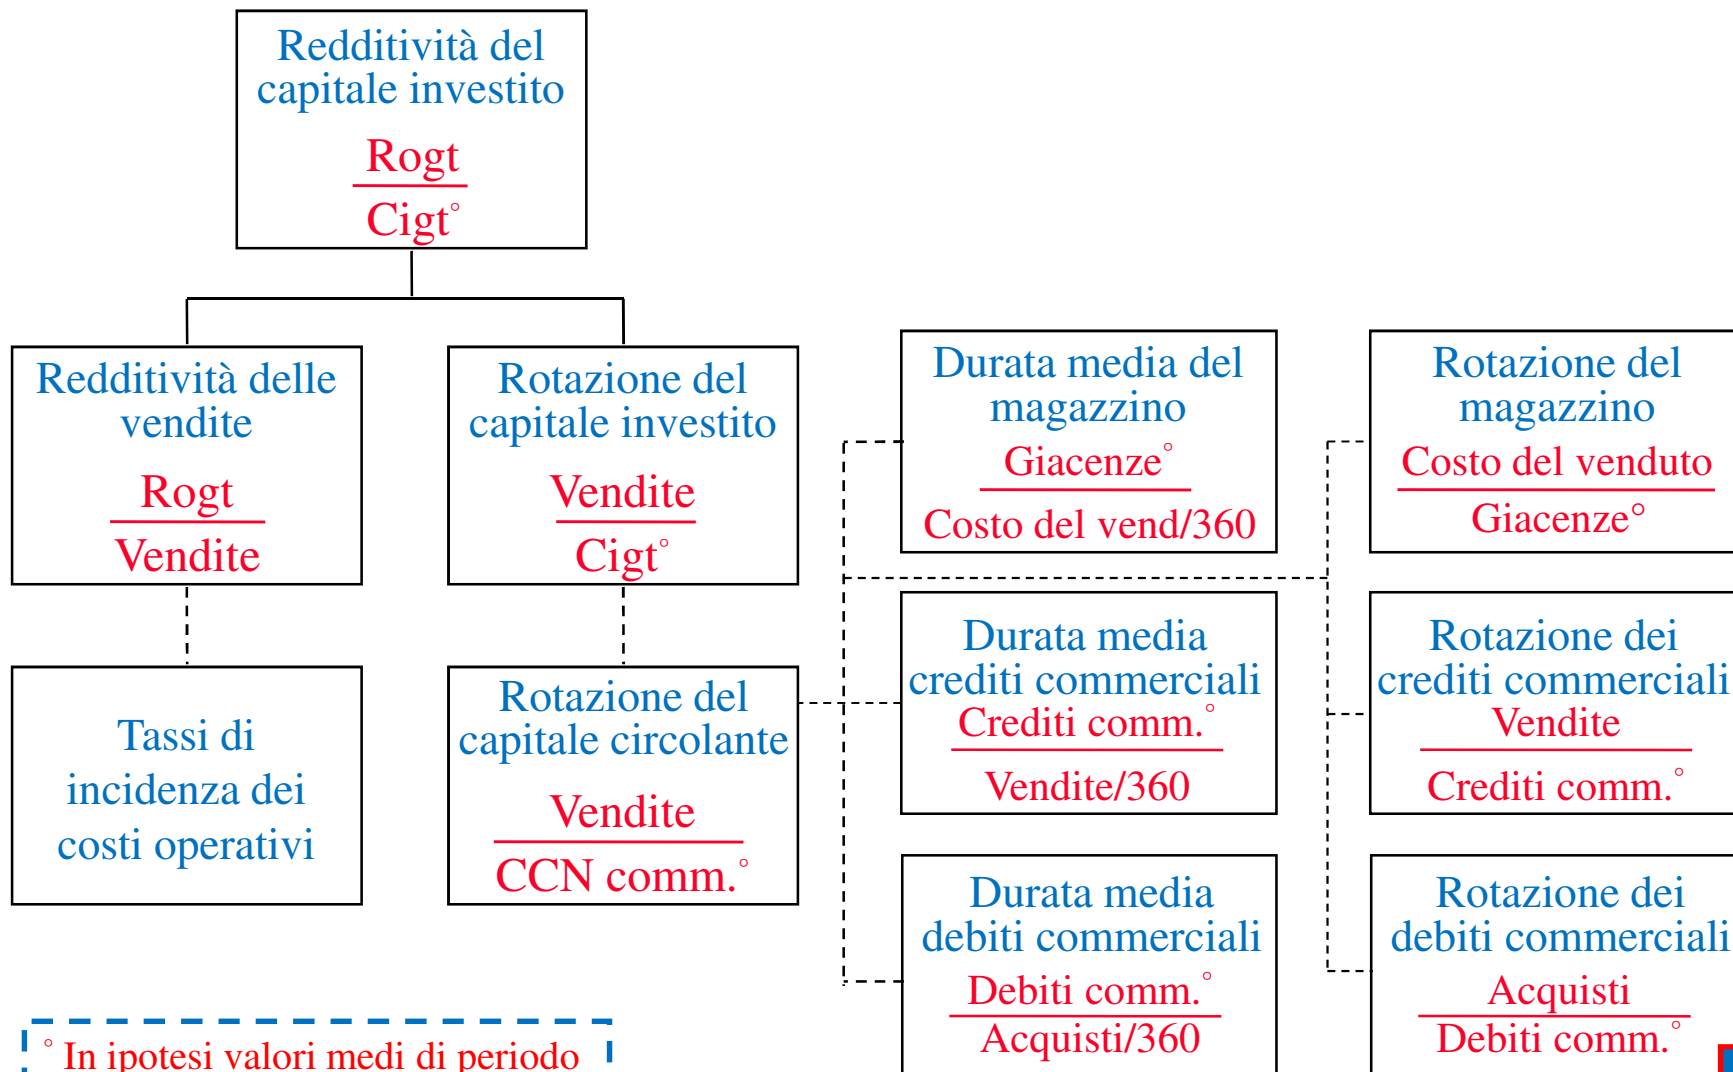 Redditività del
capitale investito
Rogt
Cigt°
Redditività delle
vendite
Rogt
Vendite
Rotazione del
capitale investito
Vendite
Cigt°
Durata media del
magazzino
Giacenze°
Costo del vend/360
Rotazione del
magazzino
Costo del venduto
Giacenze°
Tassi di
incidenza dei
costi operativi
Rotazione del
capitale circolante
Vendite
CCN comm.°
Durata media
crediti commerciali
Crediti comm.°
Vendite/360
Rotazione dei
crediti commerciali
Vendite
Crediti comm.°
Durata media
debiti commerciali
Debiti comm.°
Acquisti/360
Rotazione dei
debiti commerciali
Acquisti
Debiti comm.°
° In ipotesi valori medi di periodo